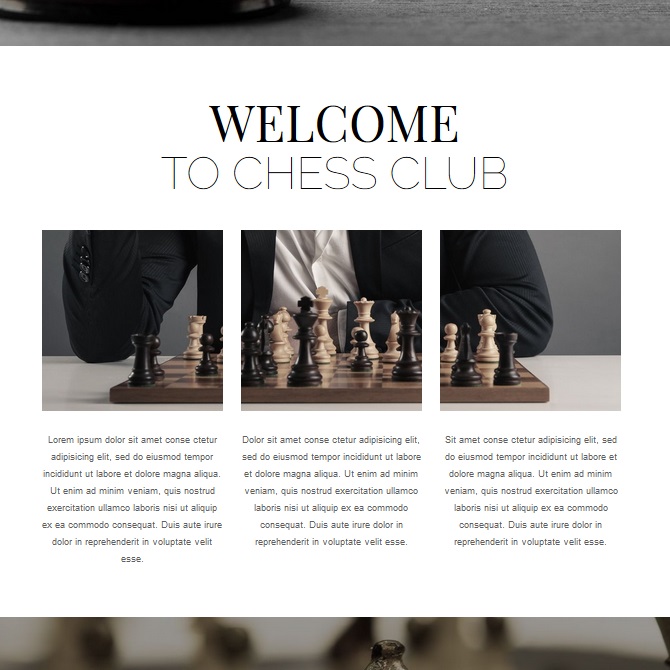 WELCOME
TO CHESS CLUB
Lorem ipsum dolor sit amet conse ctetur
adipisicing elit, sed do eiusmod tempor
incididunt ut labore et dolore magna aliqua.
Ut enim ad minim veniam, quis nostrud
exercitation ullamco laboris nisi ut aliquip
ex ea commodo consequat. Duis aute irure
dolor in reprehenderit in voluptate velit
esse.
Dolor sit amet conse ctetur adipisicing elit,
sed do eiusmod tempor incididunt ut labore
et dolore magna aliqua. Ut enim ad minim
veniam, quis nostrud exercitation ullamco
laboris nisi ut aliquip ex ea commodo
consequat. Duis aute irure dolor in
reprehenderit in voluptate velit esse.
Sit amet conse ctetur adipisicing elit, sed
do eiusmod tempor incididunt ut labore et
dolore magna aliqua. Ut enim ad minim
veniam, quis nostrud exercitation ullamco
laboris nisi ut aliquip ex ea commodo
consequat. Duis aute irure dolor in
reprehenderit in voluptate velit esse.